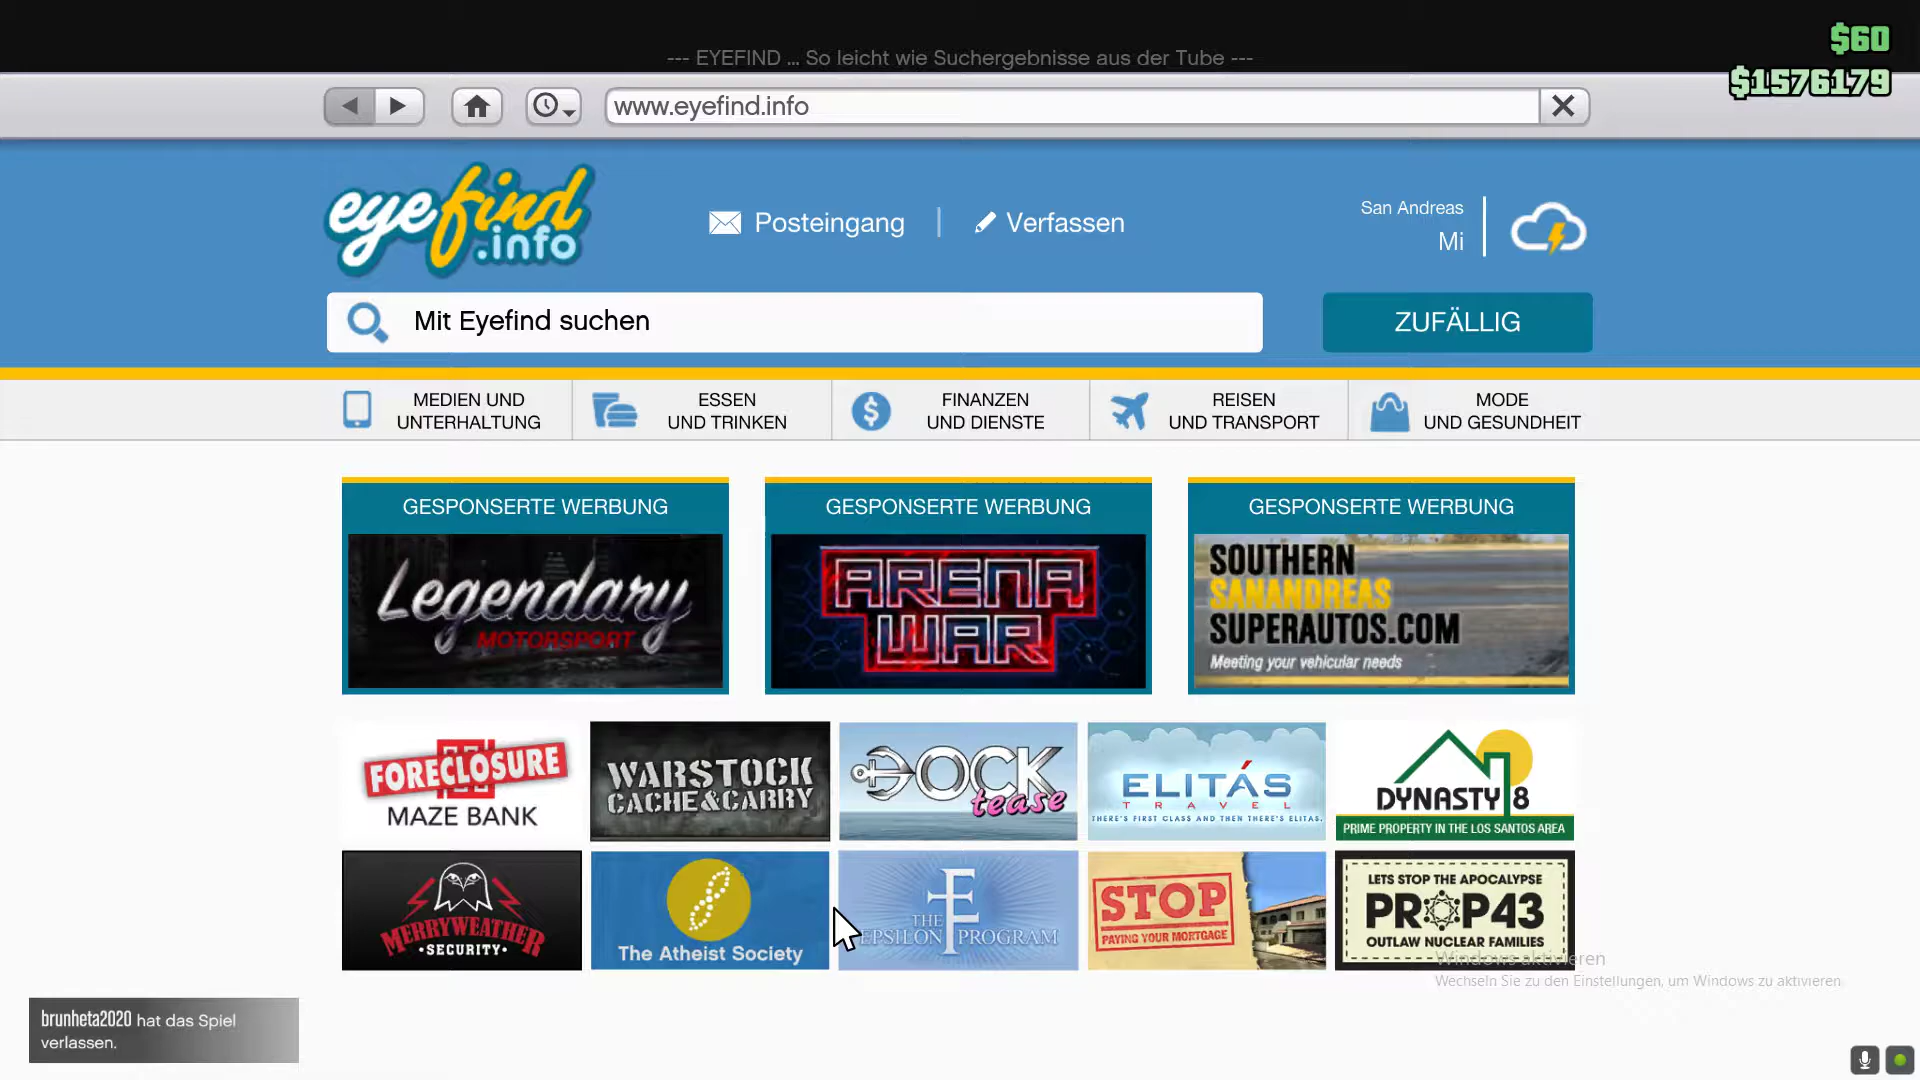 $60
--- EYEFIND ... So leicht wie Suchergebnisse aus der Tube ---
$1576179
www.eyefind.info
eyefind
.info
Posteingang
Verfassen
San Andreas
Mi
Mit Eyefind suchen
ZUFÄLLIG
MEDIEN UND
UNTERHALTUNG
ESSEN
UND TRINKEN
FINANZEN
UND DIENSTE
REISEN
UND TRANSPORT
MODE
UND GESUNDHEIT
GESPONSERTE WERBUNG
Legendary
MOTORSPORT
GESPONSERTE WERBUNG
ARENA
WAR
GESPONSERTE WERBUNG
SOUTHERN
SANANDREAS
SUPERAUTOS.COM
Meeting your vehicular needs
FORECLOSURE
MAZE BANK
WARSTOCK
CACHE&CARRY
DOCK
tease
ELITÁS
TRAVEL
THERE'S FIRST CLASS AND THEN THERE'S ELITAS.
DYNASTY 8
PRIME PROPERTY IN THE LOS SANTOS AREA
MERRYWEATHER
·SECURITY·
The Atheist Society
THE
EPSILON PROGRAM
STOP
PAYING YOUR MORTGAGE
LETS STOP THE APOCALYPSE
PROP43
OUTLAW NUCLEAR FAMILIES
Windows aktivieren
Wechseln Sie zu den Einstellungen, um Windows zu aktivieren.
brunheta2020 hat das Spiel
verlassen.